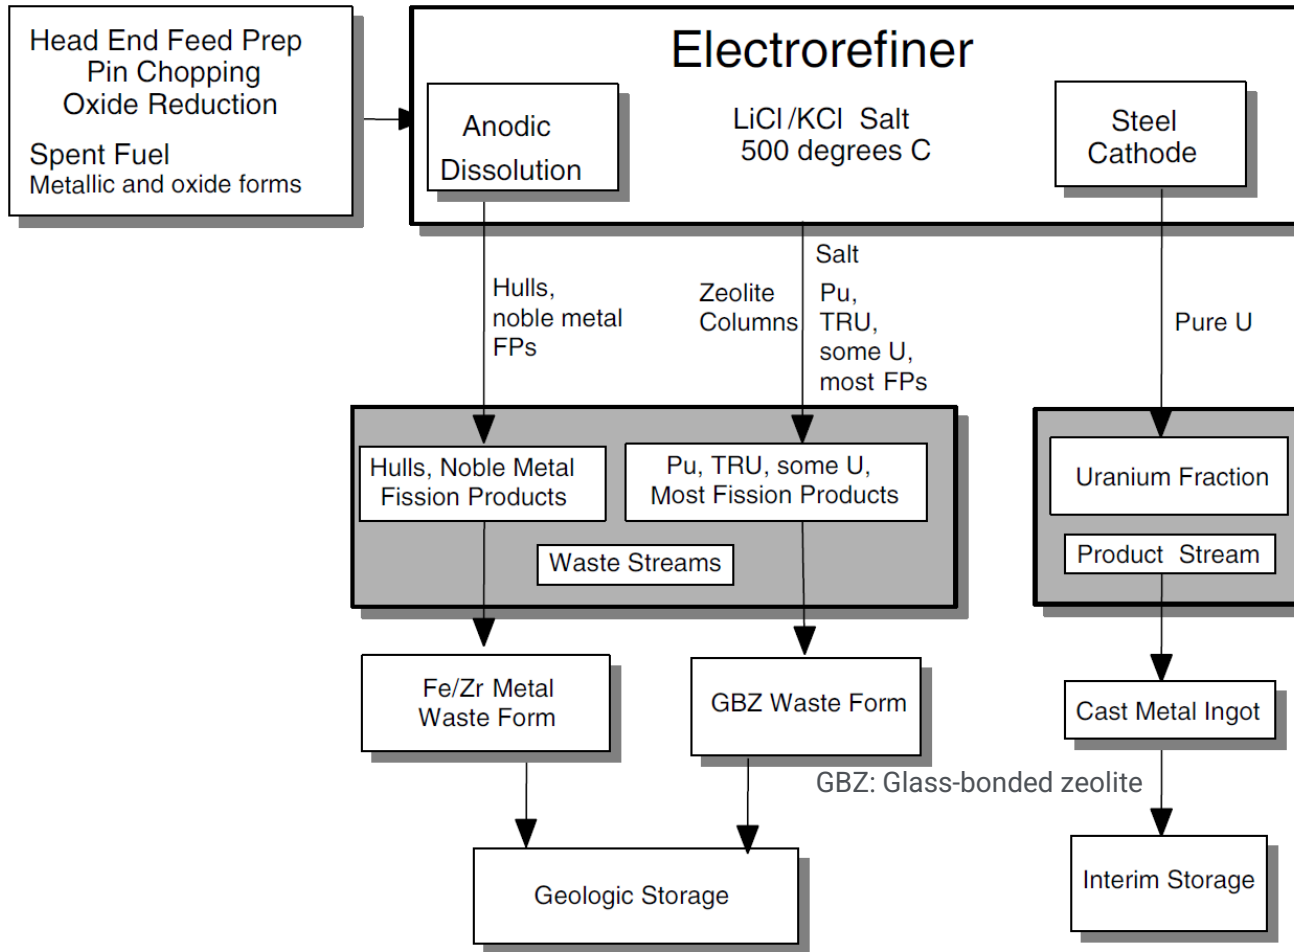 Head End Feed Prep
Pin Chopping
Oxide Reduction
Spent Fuel
Metallic and oxide forms
Electrorefiner
Anodic
Dissolution
LiCl/KCl Salt
500 degrees C
Steel
Cathode
Hulls,
noble metal
FPs
Zeolite
Columns
Salt
Pu,
TRU,
some U,
most FPs
Pure U
Hulls, Noble Metal
Fission Products
Pu, TRU, some U,
Most Fission Products
Waste Streams
Uranium Fraction
Product Stream
Fe/Zr Metal
Waste Form
GBZ Waste Form
Cast Metal Ingot
GBZ: Glass-bonded zeolite
Geologic Storage
Interim Storage